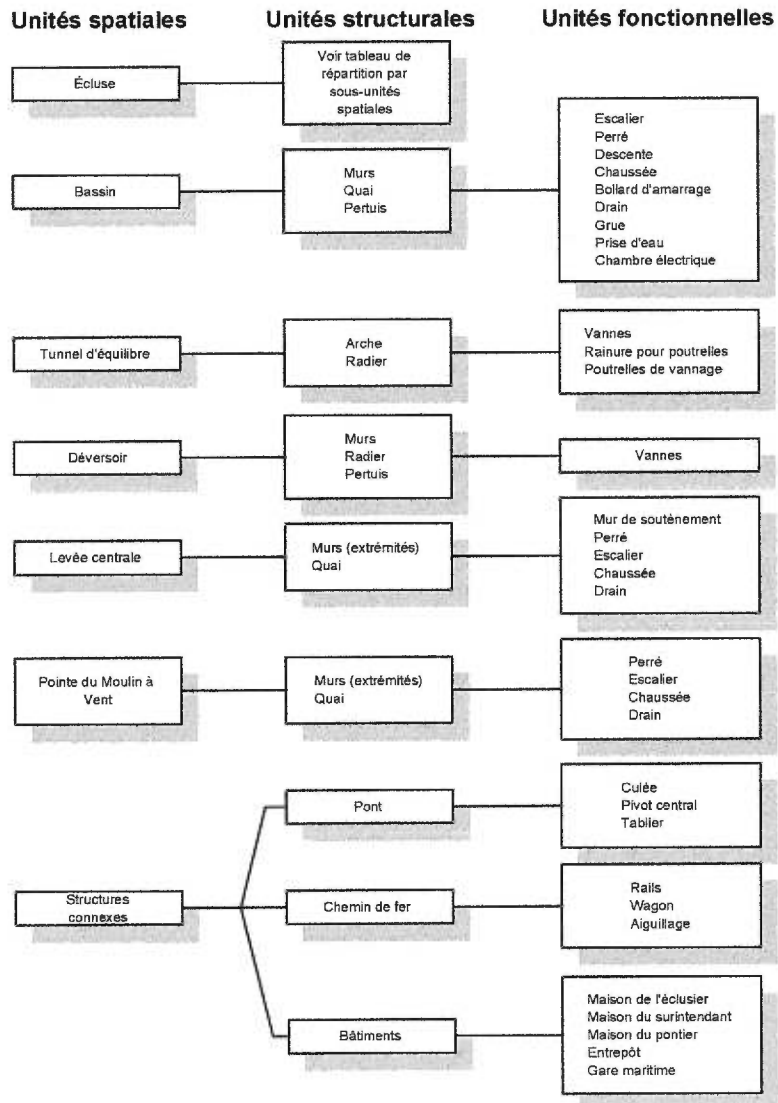 Unités spatiales
Unités structurales
Unités fonctionnelles
Écluse
Voir tableau de
répartition par
sous-unités
spatiales
Bassin
Murs
Quai
Pertuis
Escalier
Perré
Descente
Chaussée
Bollard d'amarrage
Drain
Grue
Prise d'eau
Chambre électrique
Tunnel d'équilibre
Arche
Radier
Vannes
Rainure pour poutrelles
Poutrelles de vannage
Déversoir
Murs
Radier
Pertuis
Vannes
Levée centrale
Murs (extrémités)
Quai
Mur de soutènement
Perré
Escalier
Chaussée
Drain
Pointe du Moulin à
Vent
Murs (extrémités)
Quai
Perré
Escalier
Chaussée
Drain
Structures
connexes
Pont
Culée
Pivot central
Tablier
Chemin de fer
Rails
Wagon
Aiguillage
Bâtiments
Maison de l'éclusier
Maison du surintendant
Maison du pontier
Entrepôt
Gare maritime